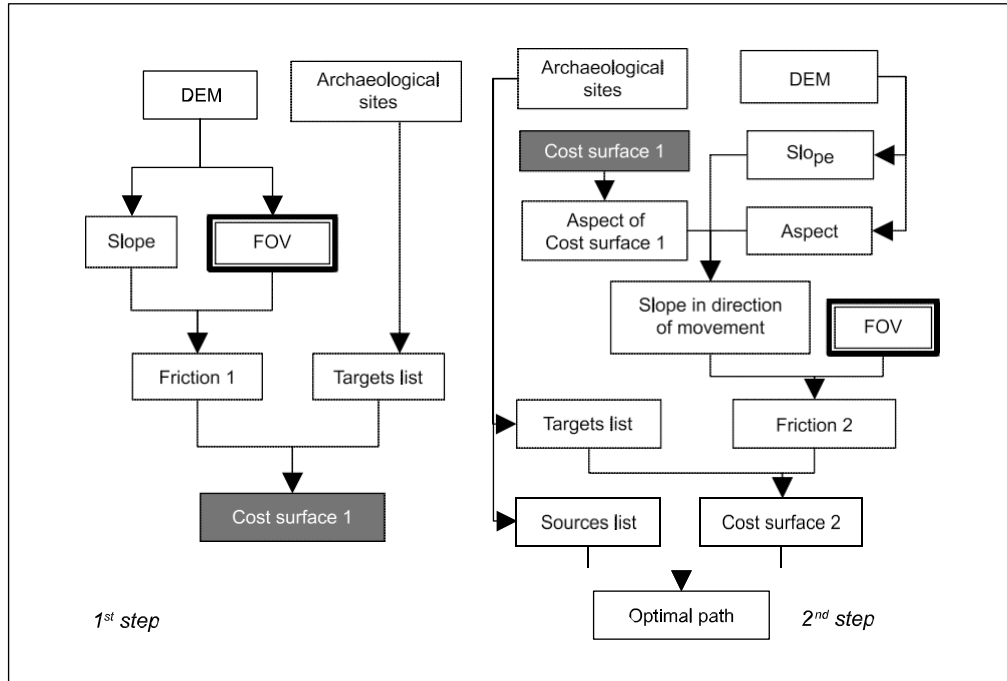 DEM
Archaeological
sites
Slope
FOV
Friction 1
Targets list
Cost surface 1
1st step
Archaeological
sites
DEM
Cost surface 1
Slope
Aspect of
Cost surface 1
Aspect
Slope in direction
of movement
FOV
Targets list
Friction 2
Sources list
Cost surface 2
Optimal path
2nd step